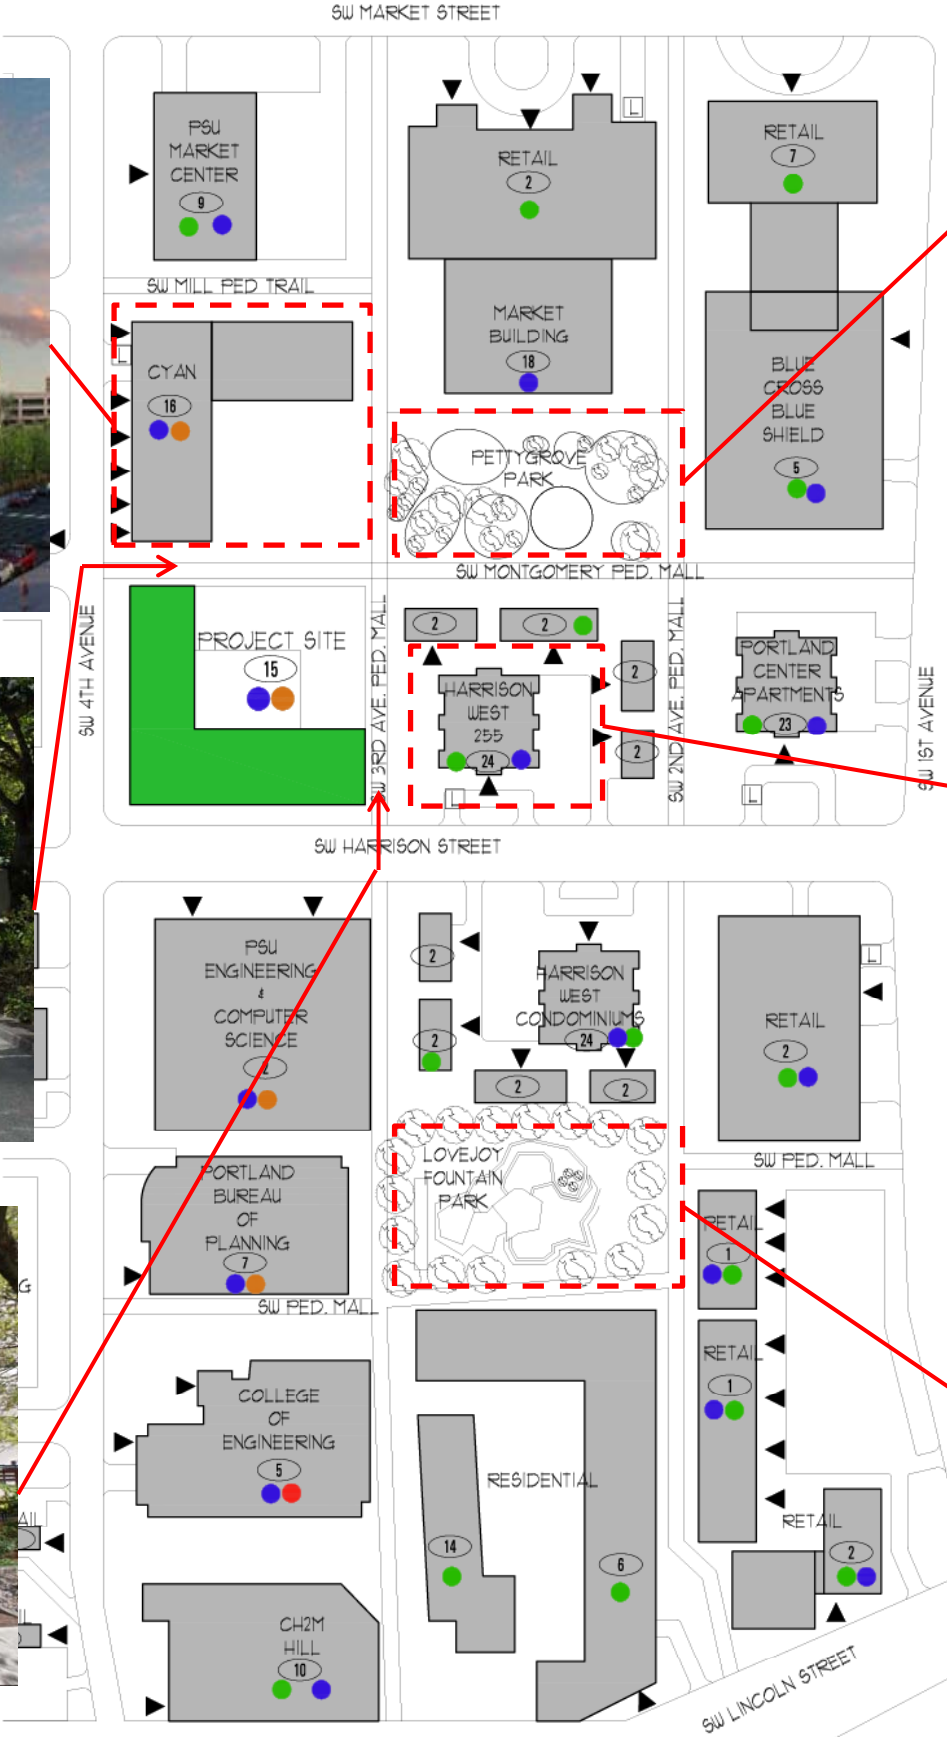 SW MARKET STREET
PSU
MARKET
CENTER
9
RETAIL
2
L
RETAIL
7
SW MILL PED TRAIL
L
CYAN
16
MARKET
BUILDING
18
BLUE
CROSS
BLUE
SHIELD
5
PETTYGROVE
PARK
SW MONTGOMERY PED. MALL
SW 4TH AVENUE
PROJECT SITE
15
SW 3RD AVE. PED. MALL
2
2
2
2
HARRISON
WEST
255
24
L
SW 2ND AVE. PED. MALL
PORTLAND
CENTER
APARTMENTS
23
L
SW 1ST AVENUE
SW HARRISON STREET
PSU
ENGINEERING
&
COMPUTER
SCIENCE
2
2
2
HARRISON
WEST
CONDOMINIUMS
24
2
2
L
RETAIL
2
LOVEJOY
FOUNTAIN
PARK
SW PED. MALL
PORTLAND
BUREAU
OF
PLANNING
7
SW PED. MALL
RETAIL
1
RETAIL
1
G
COLLEGE
OF
ENGINEERING
5
RESIDENTIAL
14
6
RETAIL
2
AIL
IL
CH2M
HILL
10
SW LINCOLN STREET